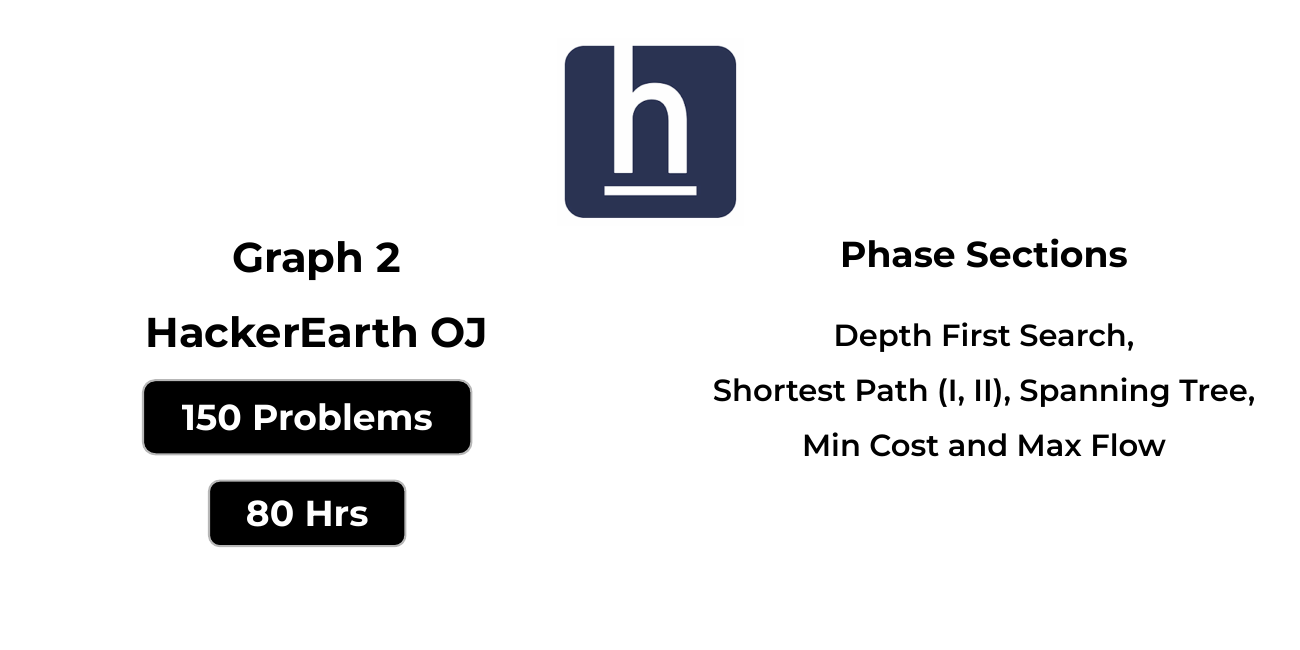 h
Graph 2
HackerEarth OJ
150 Problems
80 Hrs
Phase Sections
Depth First Search,
Shortest Path (I, II), Spanning Tree,
Min Cost and Max Flow